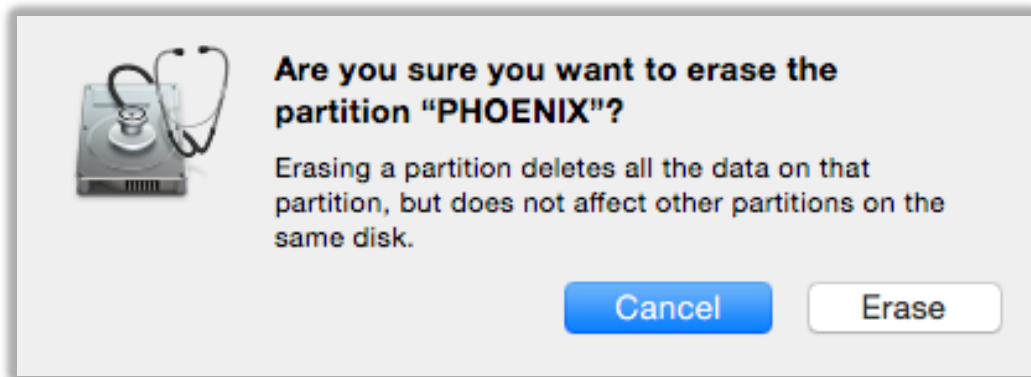 Are you sure you want to erase the
partition “PHOENIX”?
Erasing a partition deletes all the data on that
partition, but does not affect other partitions on the
same disk.
Cancel
Erase